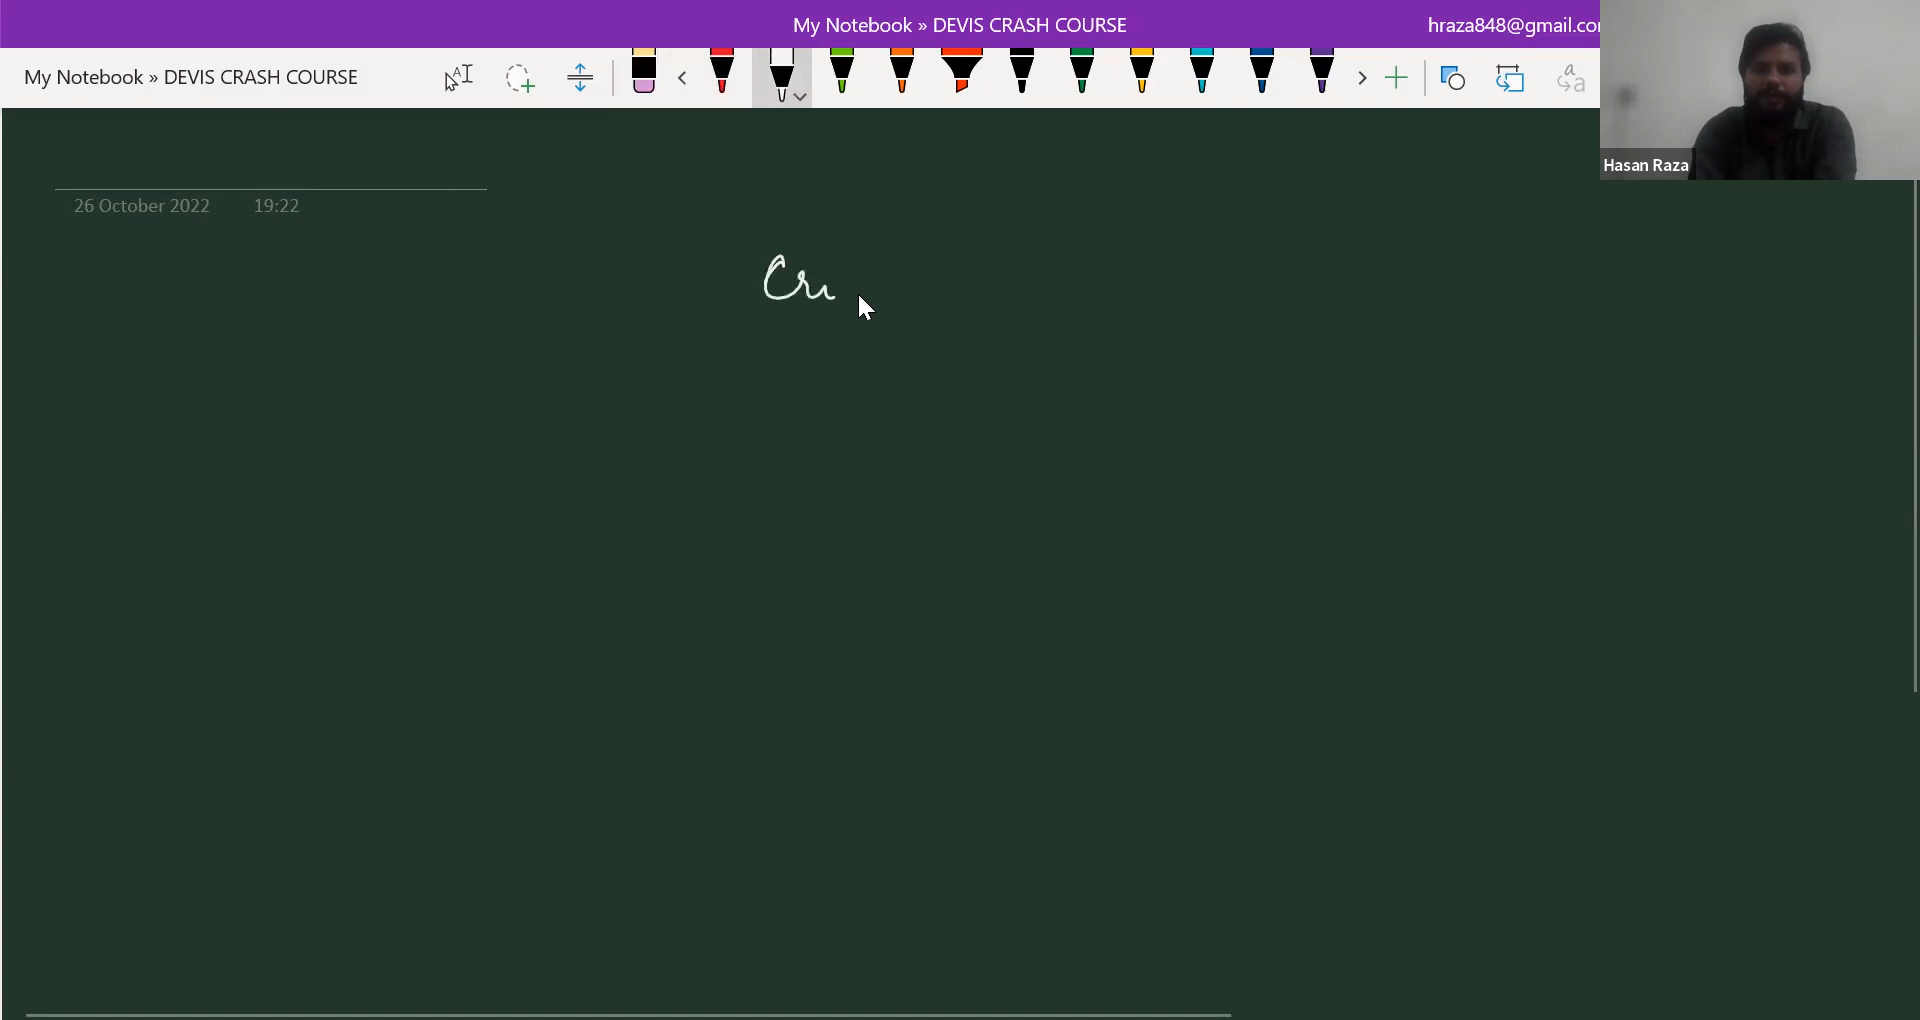 My Notebook » DEVIS CRASH COURSE
hraza848@gmail.co
My Notebook » DEVIS CRASH COURSE
Hasan Raza
26 October 2022 19:22
Cru